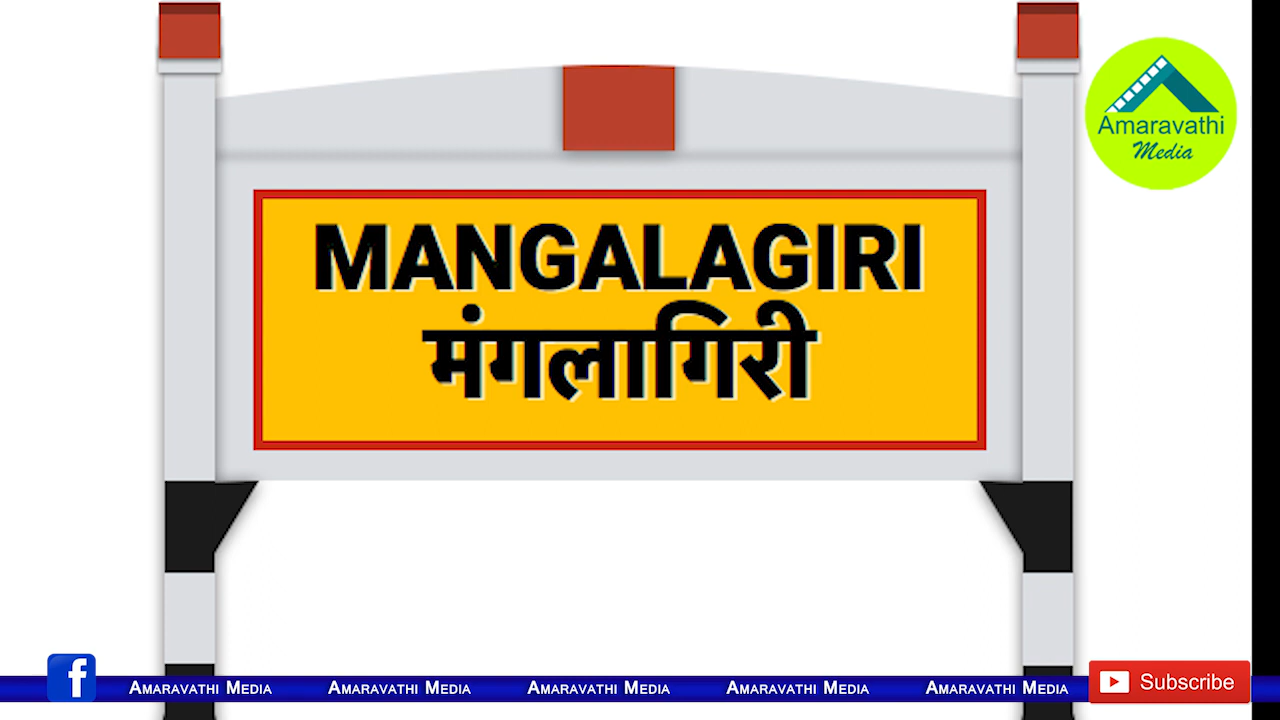 MANGALAGIRI
मंगलागिरी
Amaravathi
Media
f
Amaravathi Media Amaravathi Media Amaravathi Media Amaravathi Media Amaravathi Media
Subscribe